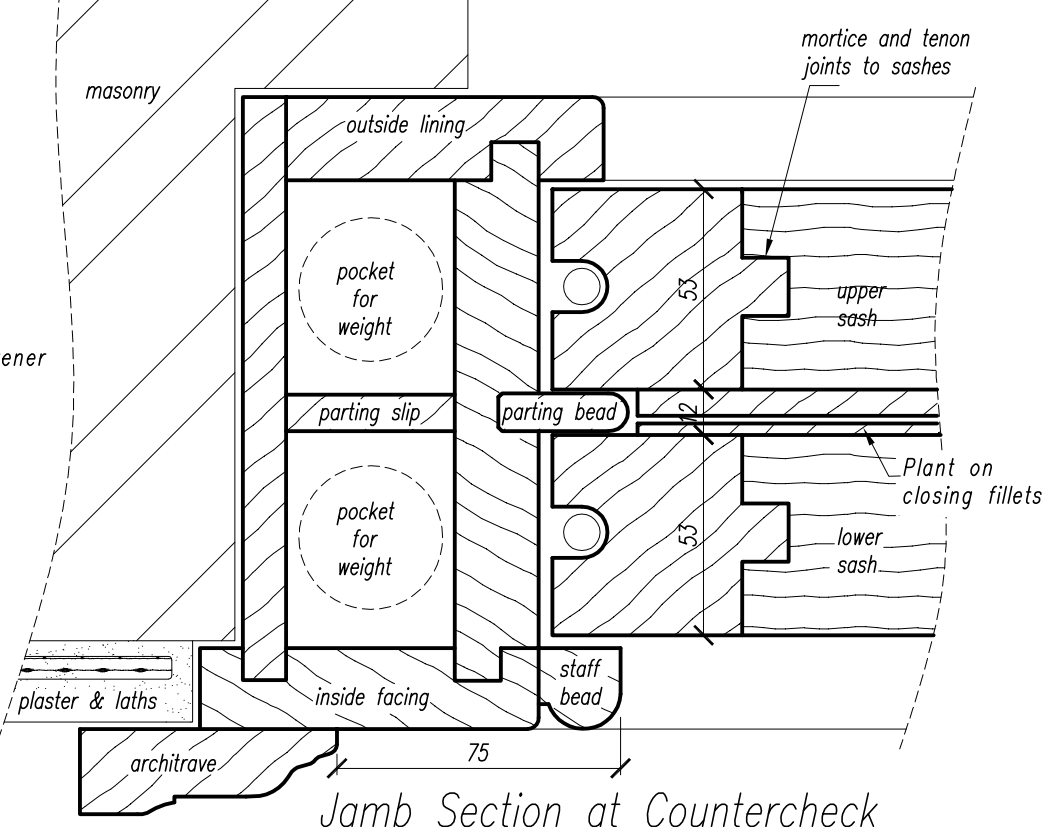 mortice and tenon
joints to sashes
masonry
outside lining
pocket
for
weight
53
upper
sash
ener
parting slip
parting bead
12
Plant on
closing fillets
pocket
for
weight
53
lower
sash
staff
bead
plaster & laths
inside facing
architrave
75
Jamb Section at Countercheck